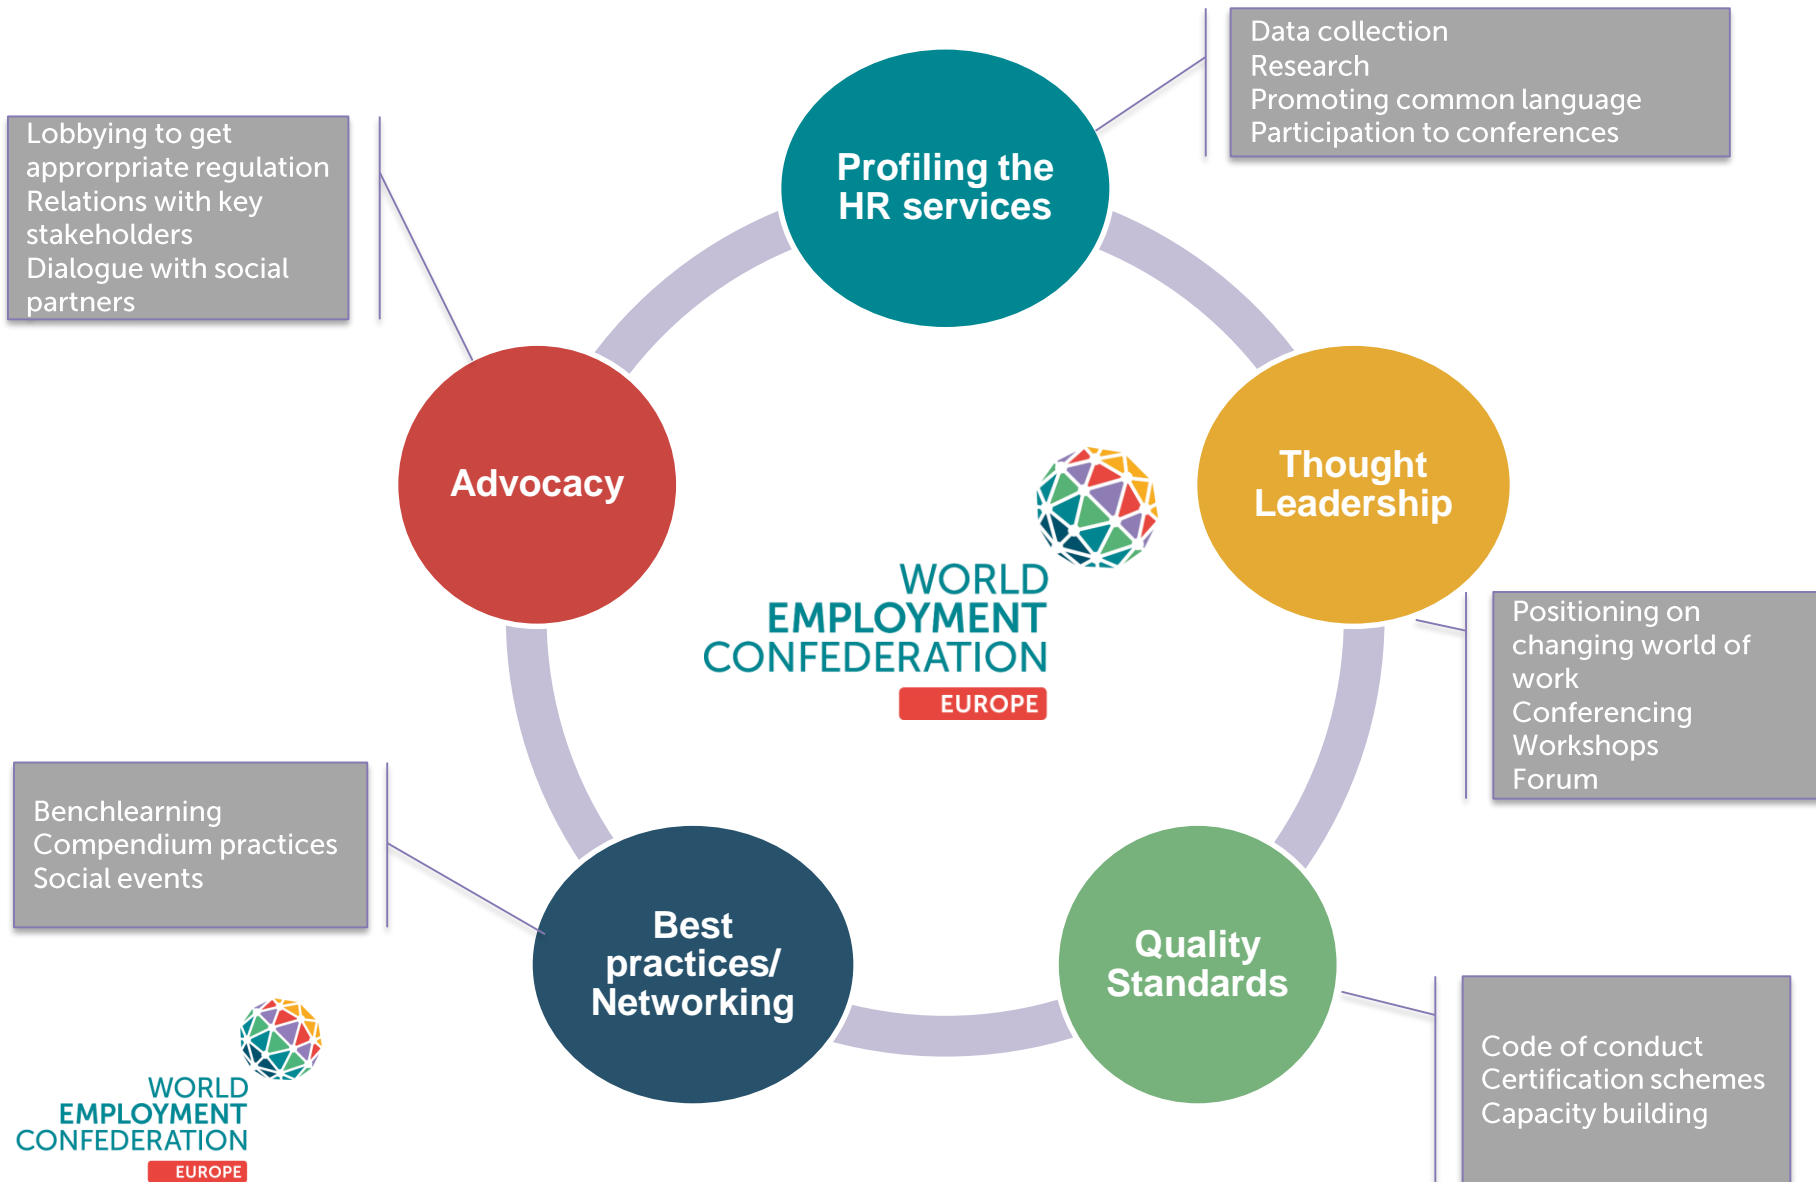 Data collection
Research
Promoting common language
Participation to conferences
Lobbying to get
approrpriate regulation
Relations with key
stakeholders
Dialogue with social
partners
Profiling the
HR services
Advocacy
Thought
Leadership
WORLD
EMPLOYMENT
CONFEDERATION
EUROPE
Positioning on
changing world of
work
Conferencing
Workshops
Forum
Benchlearning
Compendium practices
Social events
Best
practices/
Networking
Quality
Standards
Code of conduct
Certification schemes
Capacity building
WORLD
EMPLOYMENT
CONFEDERATION
EUROPE